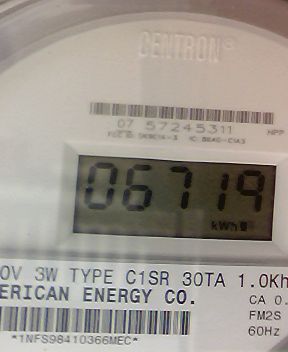 CENTRON®
07 57245311
HPP
06719
kWh
0V 3W TYPE C1SR 30TA 1.0Kh
ERICAN ENERGY CO.
CA 0.
FM2S
60Hz
*1NFS98410366MEC*